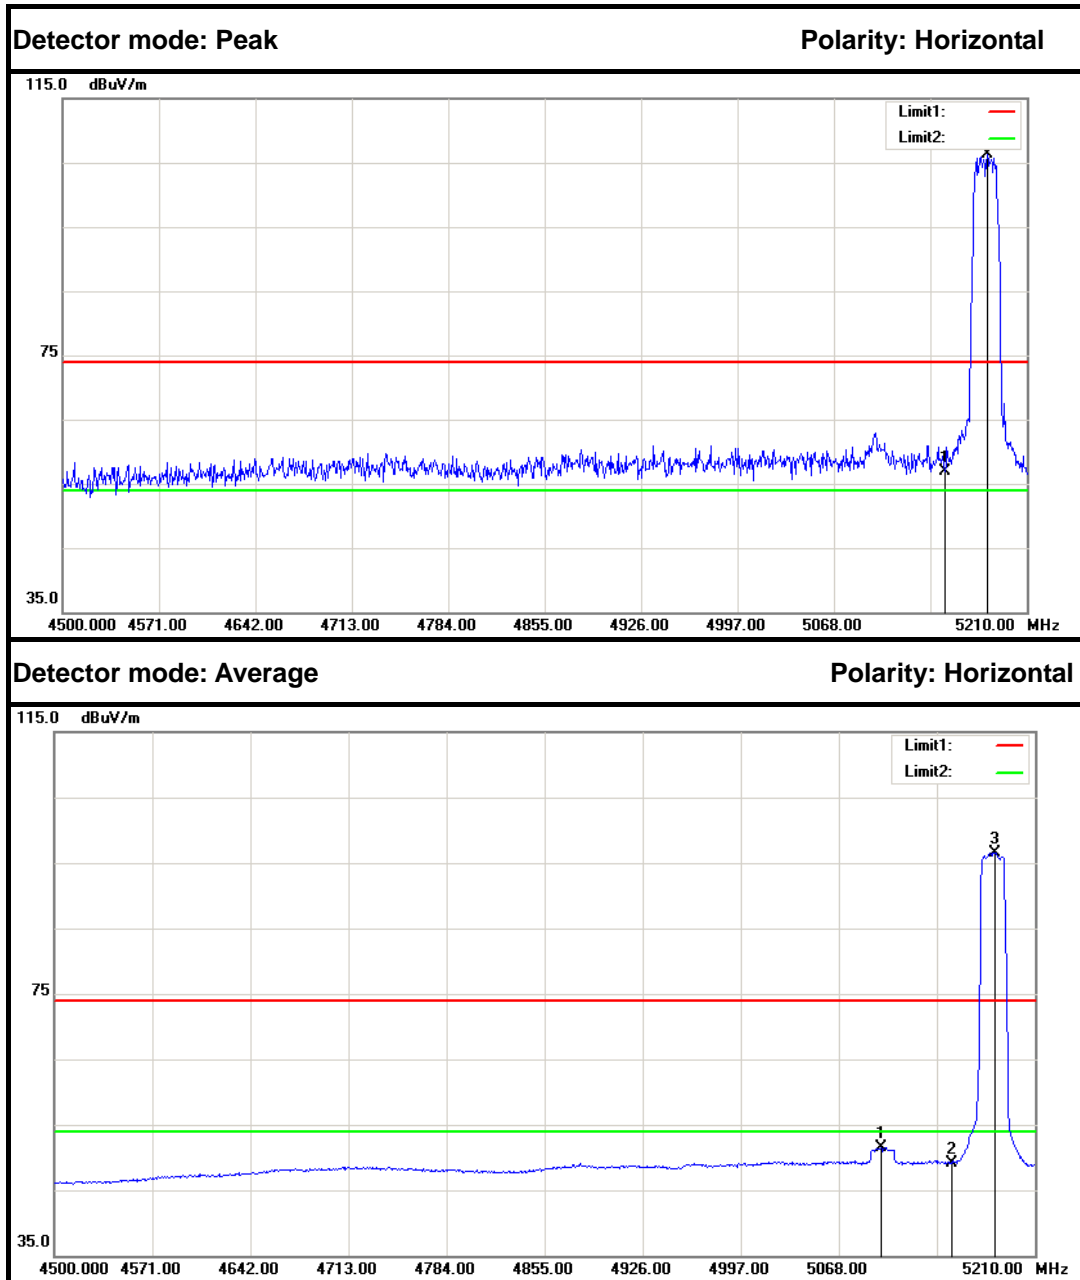 Detector mode: Peak Polarity: Horizontal
115.0 dBuV/m
Limit1:
Limit2:
75
1
35.0
4500.000 4571.00 4642.00 4713.00 4784.00 4855.00 4926.00 4997.00 5068.00 5210.00 MHz
Detector mode: Average Polarity: Horizontal
115.0 dBuV/m
Limit1:
Limit2:
3
75
1
2
35.0
4500.000 4571.00 4642.00 4713.00 4784.00 4855.00 4926.00 4997.00 5068.00 5210.00 MHz